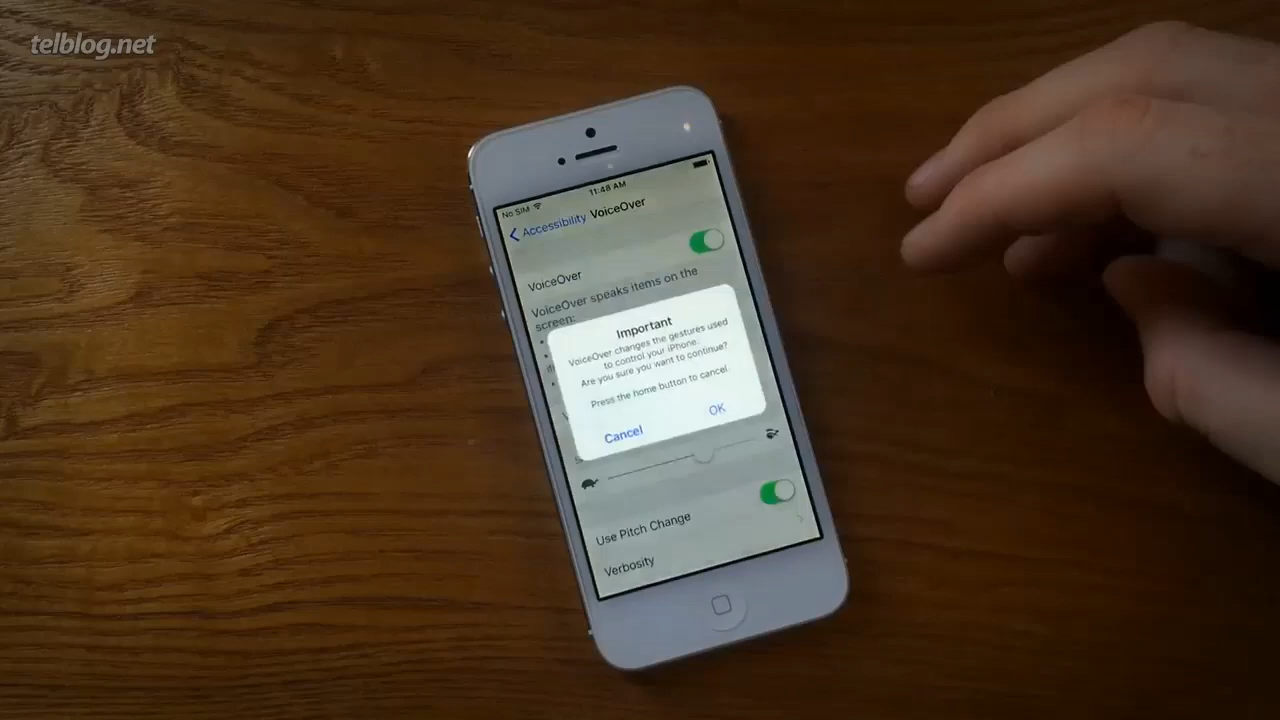 telblog.net
No SIM
11:48 AM
Accessibility
VoiceOver
VoiceOver
VoiceOver speaks items on the
screen:
Important
VoiceOver changes the gestures used
to control your iPhone.
Are you sure you want to continue?
Press the home button to cancel.
Cancel
OK
Use Pitch Change
Verbosity